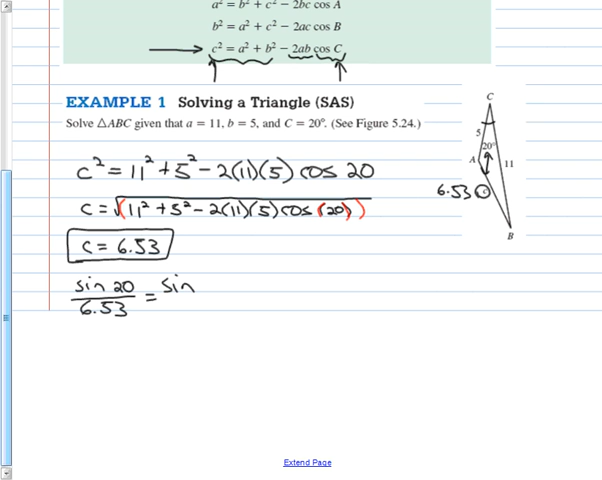 a² = b² + c² − 2bc cos A
b² = a² + c² − 2ac cos B
c² = a² + b² − 2ab cos C
EXAMPLE 1 Solving a Triangle (SAS)
Solve △ABC given that a = 11, b = 5, and C = 20°. (See Figure 5.24.)
C
5
20°
A
11
6.53 c
B
c² = 11² + 5² − 2(11)(5) cos 20
c = √(11² + 5² − 2(11)(5) cos (20))
c = 6.53
sin 20 / 6.53 = sin
Extend Page